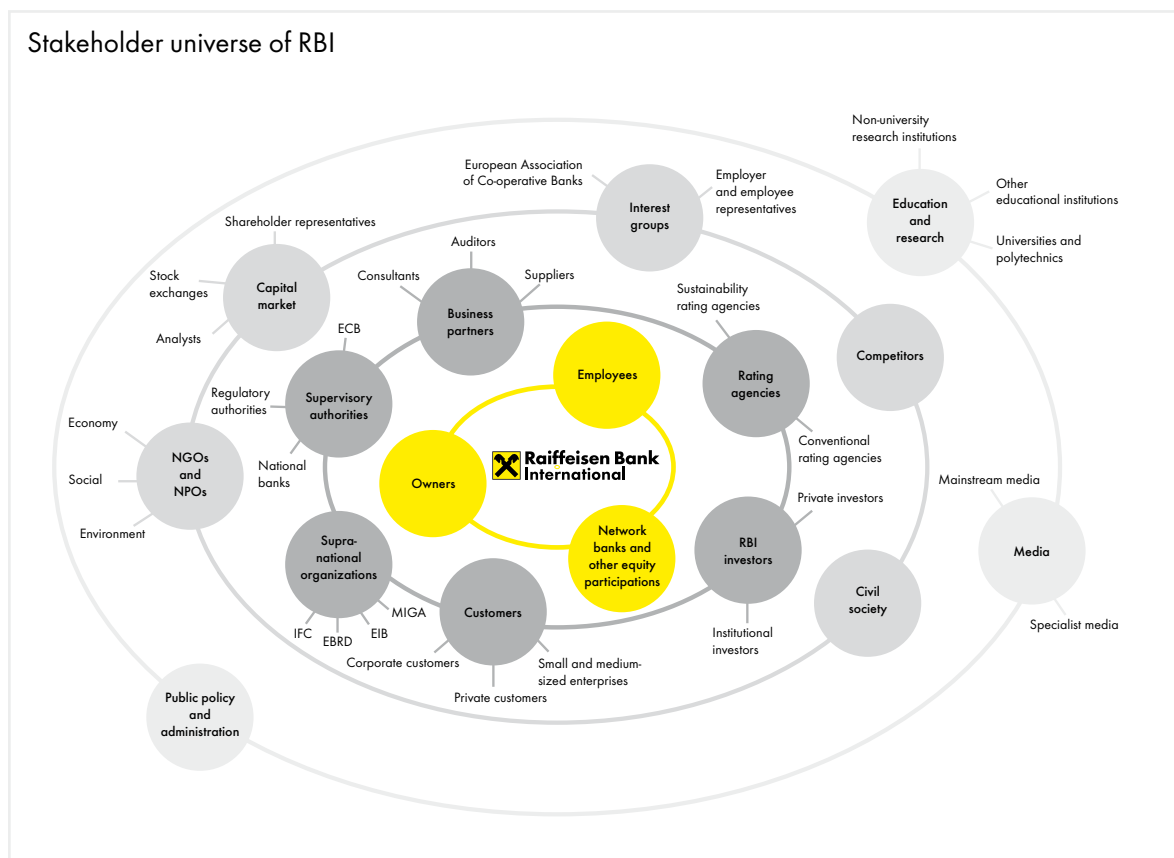 Stakeholder universe of RBI
Non-university
research institutions
Other
educational institutions
Universities and
polytechnics
Education
and
research
European Association
of Co-operative Banks
Employer
and employee
representatives
Interest
groups
Shareholder representatives
Stock
exchanges
Analysts
Capital
market
Auditors
Consultants
Suppliers
Business
partners
Sustainability
rating agencies
Rating
agencies
Conventional
rating agencies
Competitors
ECB
Regulatory
authorities
Supervisory
authorities
National
banks
Employees
Economy
Social
Environment
NGOs
and
NPOs
Owners
Raiffeisen Bank
International
Network
banks and
other equity
participations
Private investors
RBI
investors
Institutional
investors
Mainstream media
Media
Specialist media
Supra-
national
organizations
MIGA
IFC
EBRD
EIB
Customers
Corporate customers
Private customers
Small and medium-
sized enterprises
Civil
society
Public policy
and
administration